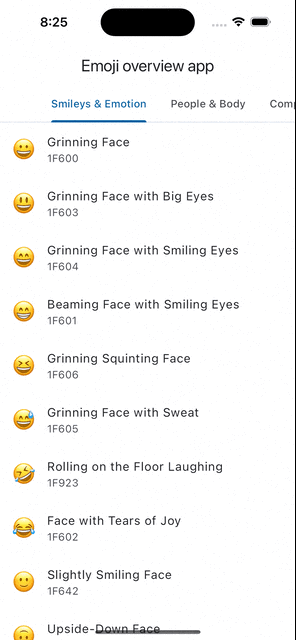 8:25
Emoji overview app
Smileys & Emotion People & Body Com
Grinning Face
1F600
Grinning Face with Big Eyes
1F603
Grinning Face with Smiling Eyes
1F604
Beaming Face with Smiling Eyes
1F601
Grinning Squinting Face
1F606
Grinning Face with Sweat
1F605
Rolling on the Floor Laughing
1F923
Face with Tears of Joy
1F602
Slightly Smiling Face
1F642
Upside-Down Face